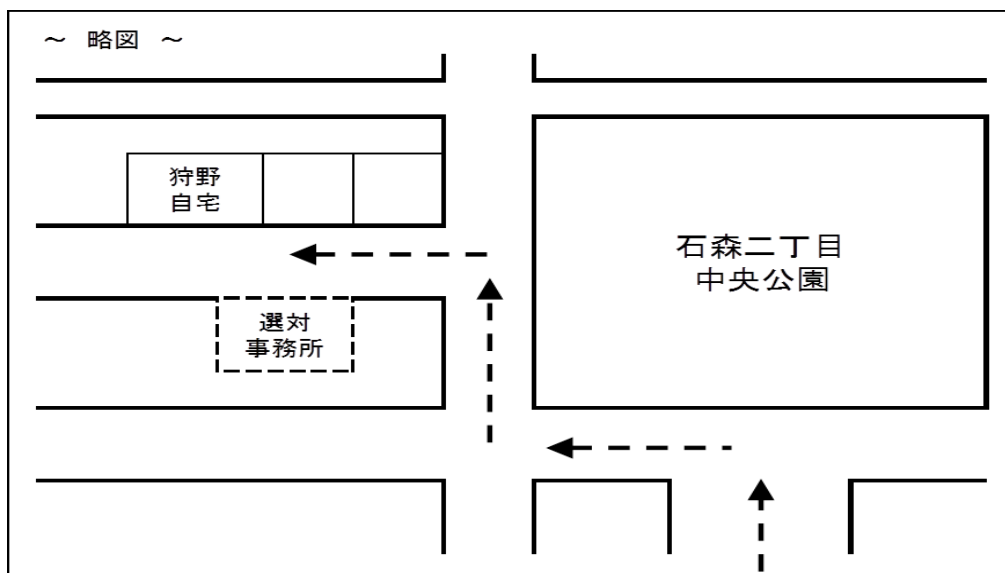 ～ 略図 ～
狩野
自宅
石森二丁目
中央公園
選対
事務所